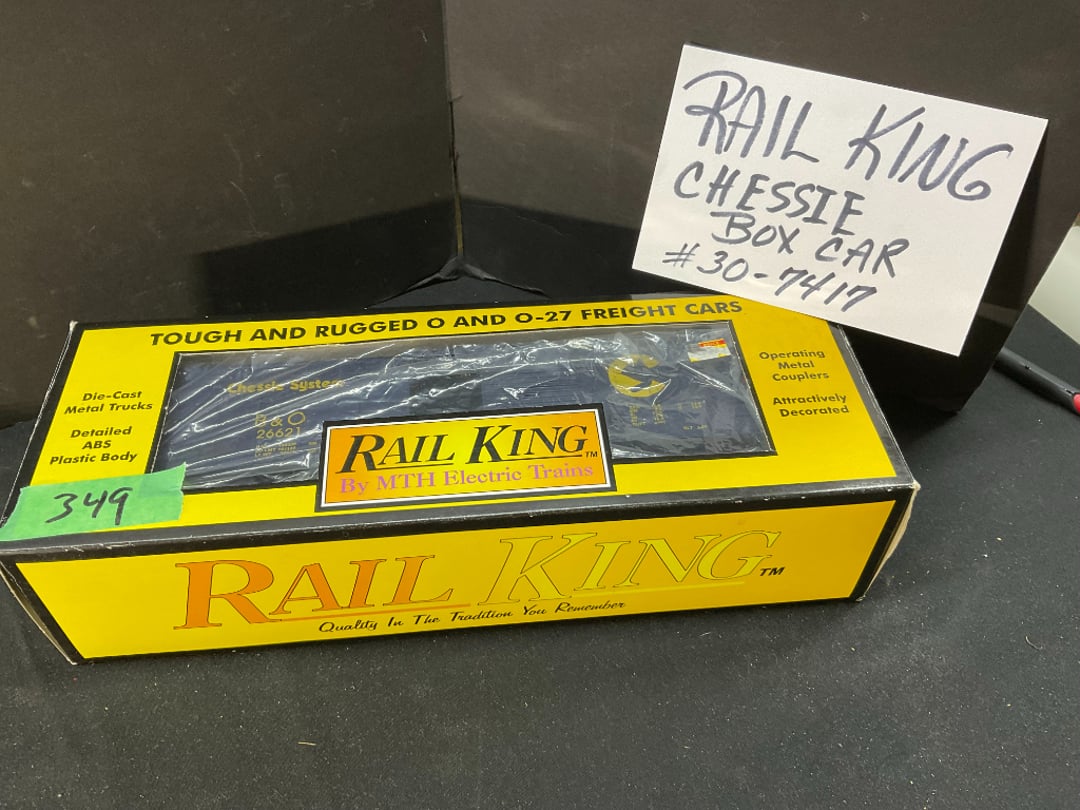 RAIL KING
CHESSIE
BOX CAR
#30-7417
TOUGH AND RUGGED O AND O-27 FREIGHT CARS
Die-Cast
Metal Trucks
Detailed
ABS
Plastic Body
Chessie System
B & O
26621
Operating
Metal
Couplers
Attractively
Decorated
RAIL KING TM
By MTH Electric Trains
349
RAIL KING TM
Quality In The Tradition You Remember